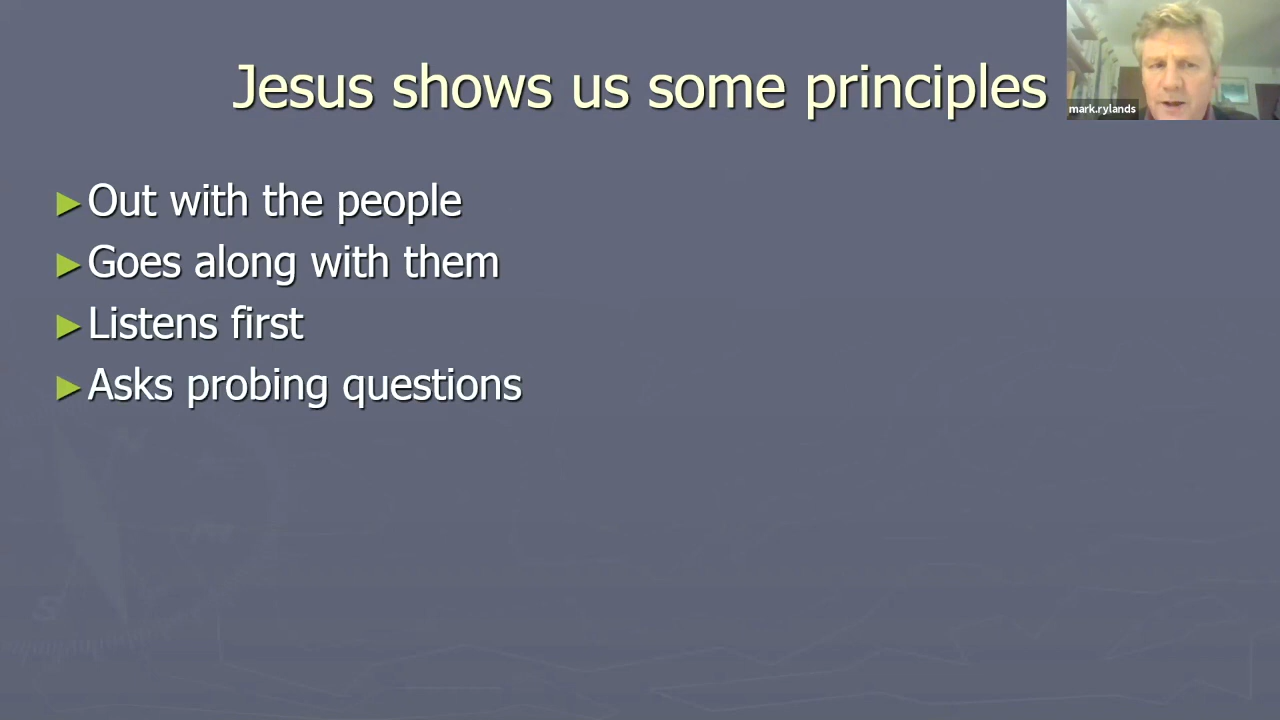 Jesus shows us some principles
mark.rylands
►Out with the people
►Goes along with them
►Listens first
►Asks probing questions
S